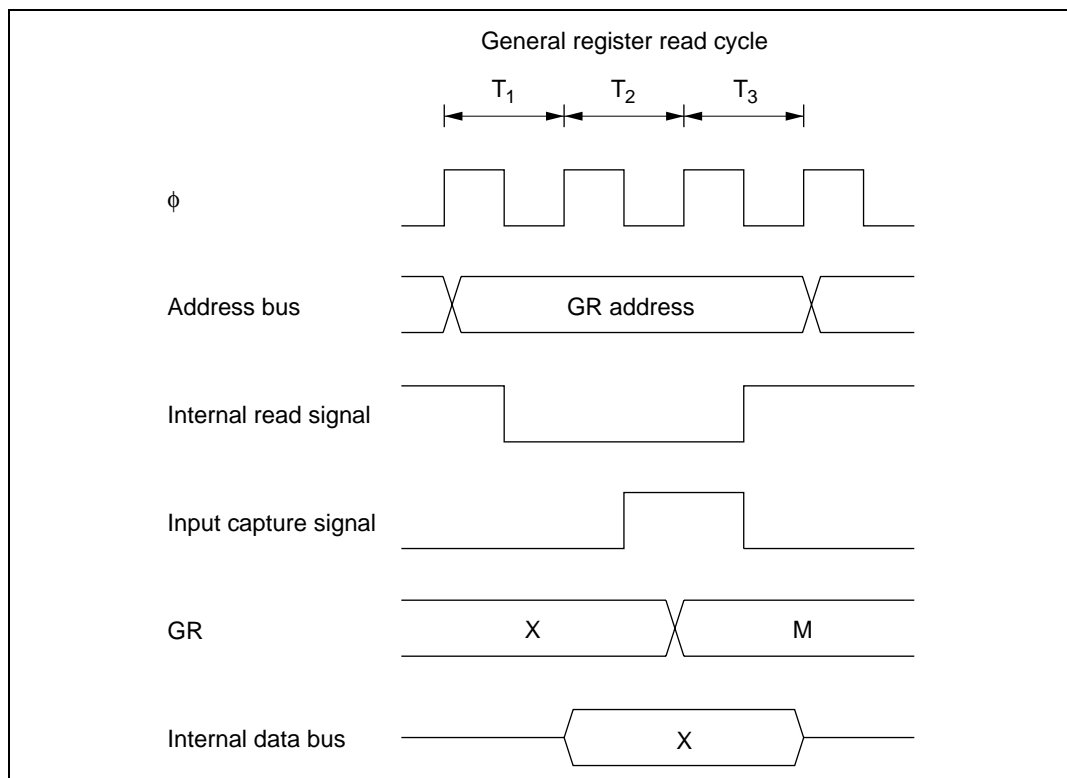 General register read cycle
T₁ T₂ T₃
φ
Address bus GR address
Internal read signal
Input capture signal
GR X M
Internal data bus X